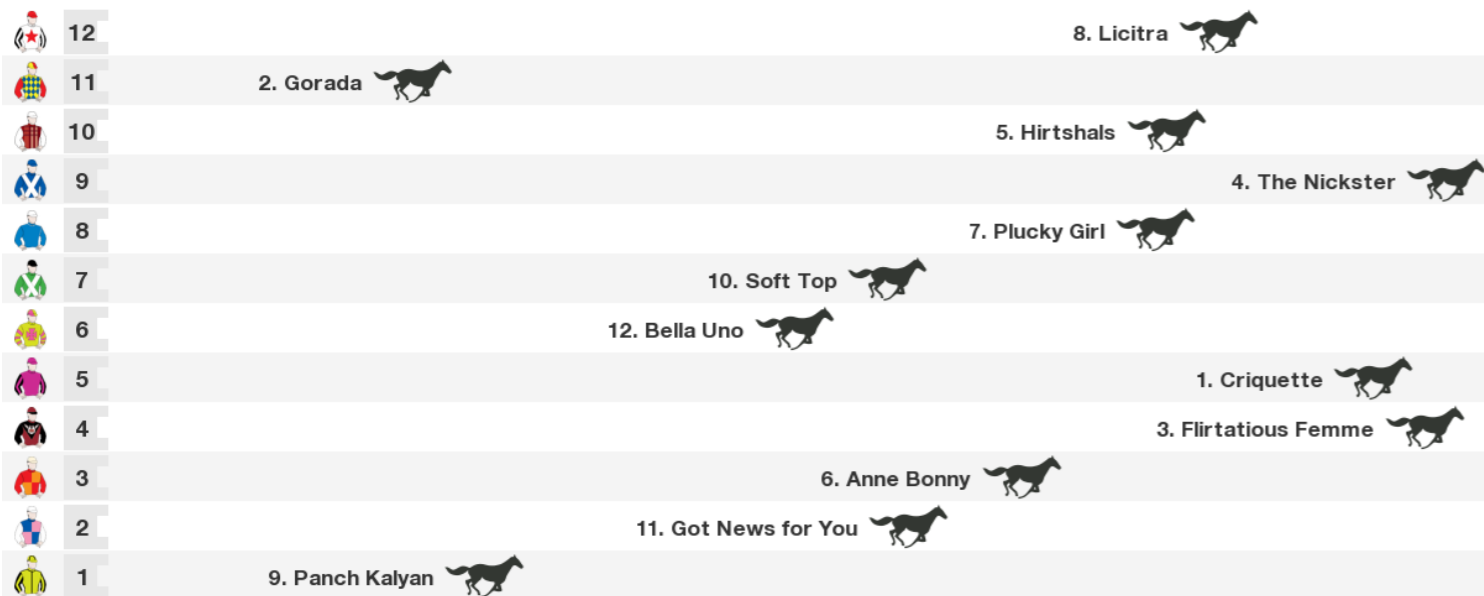 12 8. Licitra
11 2. Gorada
10 5. Hirtshals
9 4. The Nickster
8 7. Plucky Girl
7 10. Soft Top
6 12. Bella Uno
5 1. Criquette
4 3. Flirtatious Femme
3 6. Anne Bonny
2 11. Got News for You
1 9. Panch Kalyan